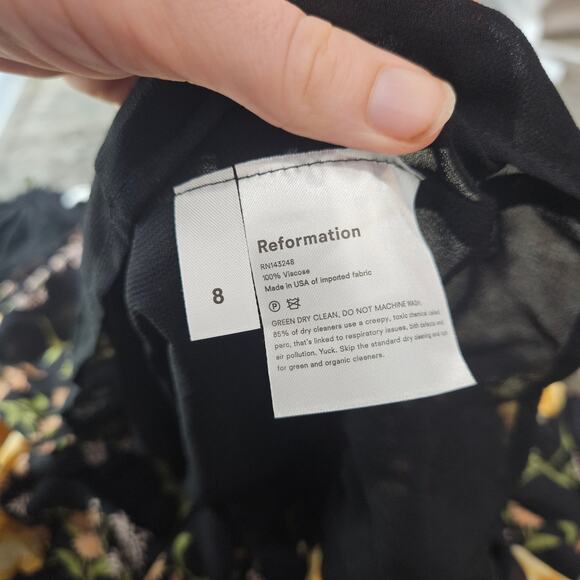 8
Reformation
RN143248
100% Viscose
Made in USA of imported fabric
P
GREEN DRY CLEAN, DO NOT MACHINE WASH.
85% of dry cleaners use a creepy, toxic chemical called
perc, that's linked to respiratory issues, birth defects and
air pollution. Yuck. Skip the standard dry cleaning and
for green and organic cleaners.